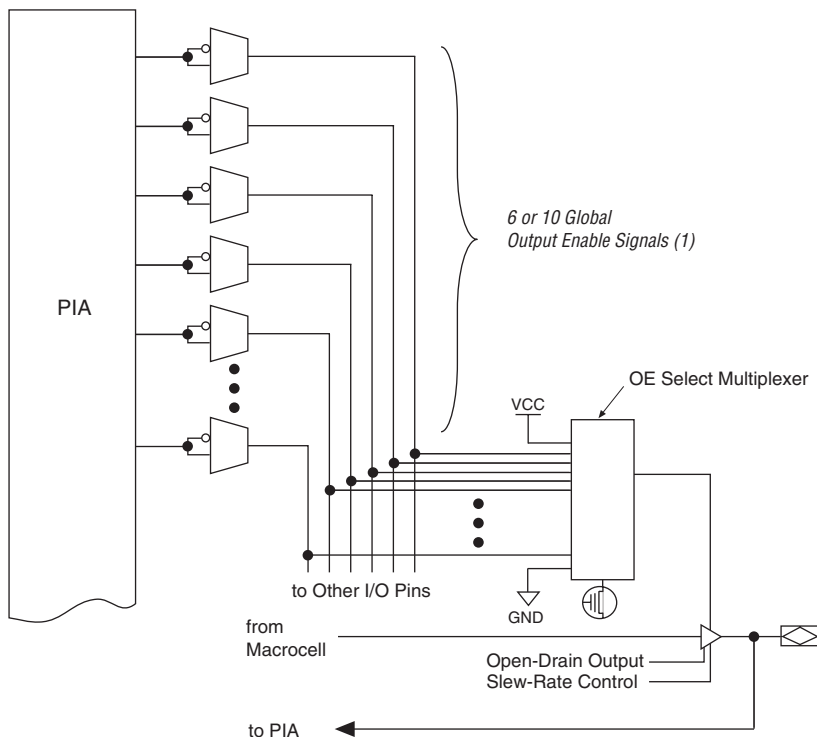 PIA
6 or 10 Global
Output Enable Signals (1)
OE Select Multiplexer
VCC
to Other I/O Pins
GND
from
Macrocell
Open-Drain Output
Slew-Rate Control
to PIA